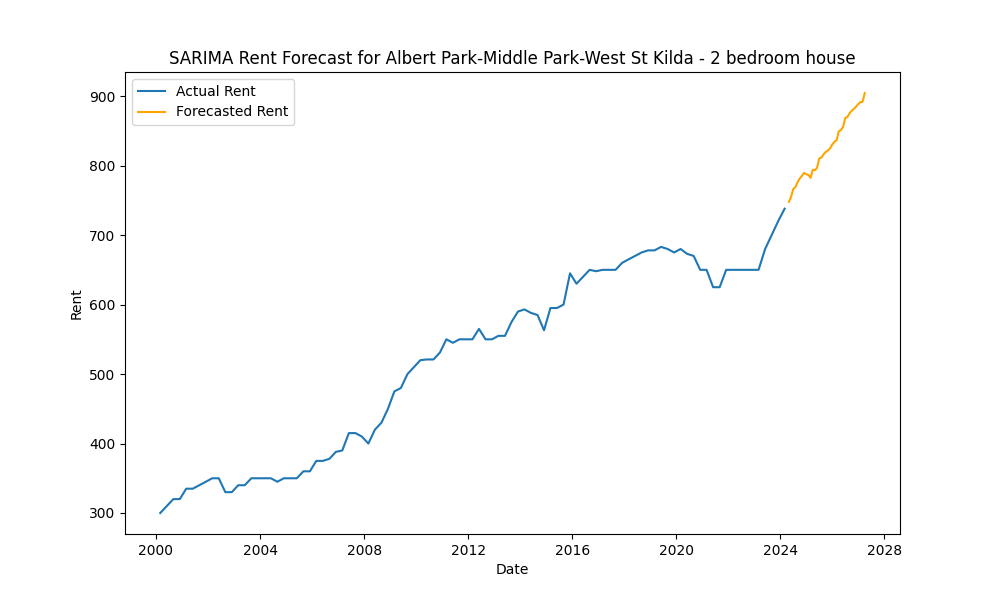 SARIMA Rent Forecast for Albert Park-Middle Park-West St Kilda - 2 bedroom house
Actual Rent
Forecasted Rent
900
800
700
600
500
400
300
Rent
2000 2004 2008 2012 2016 2020 2024 2028
Date